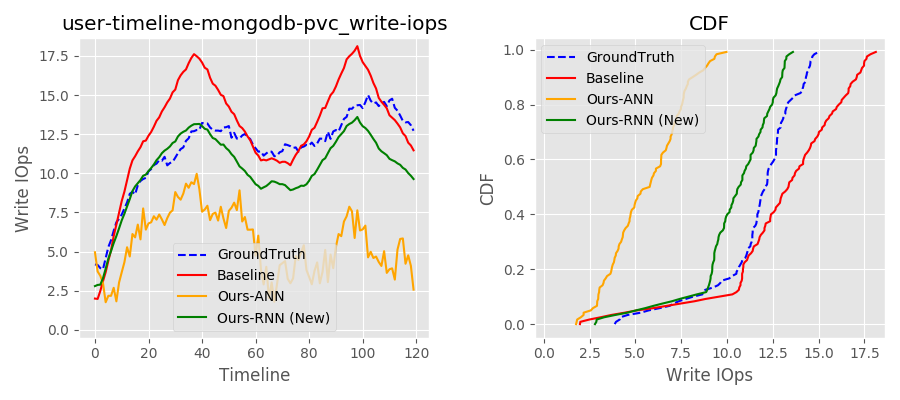 user-timeline-mongodb-pvc_write-iops
Write IOps
17.5
15.0
12.5
10.0
7.5
5.0
2.5
0.0
GroundTruth
Baseline
Ours-ANN
Ours-RNN (New)
0 20 40 60 80 100 120
Timeline
CDF
CDF
1.0
0.8
0.6
0.4
0.2
0.0
GroundTruth
Baseline
Ours-ANN
Ours-RNN (New)
0.0 2.5 5.0 7.5 10.0 12.5 15.0 17.5
Write IOps